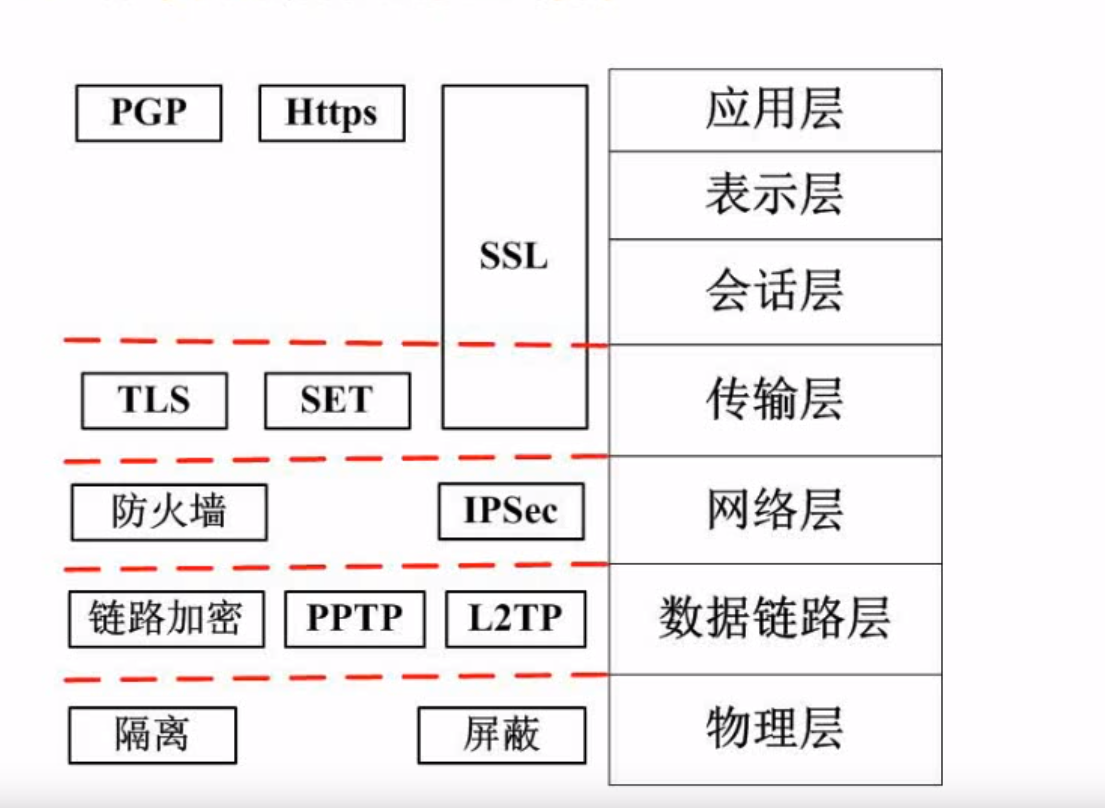 PGP Https 应用层
表示层
SSL
会话层
TLS SET 传输层
防火墙 IPSec 网络层
链路加密 PPTP L2TP 数据链路层
隔离 屏蔽 物理层